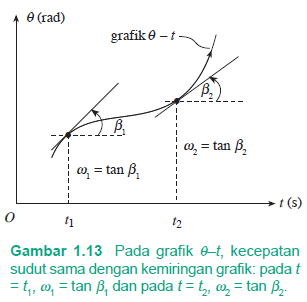 θ (rad)
grafik θ – t
β₁
β₂
ω₁ = tan β₁
ω₂ = tan β₂
O
t₁
t₂
t (s)
Gambar 1.13 Pada grafik θ–t, kecepatan
sudut sama dengan kemiringan grafik: pada t
= t₁, ω₁ = tan β₁ dan pada t = t₂, ω₂ = tan β₂.